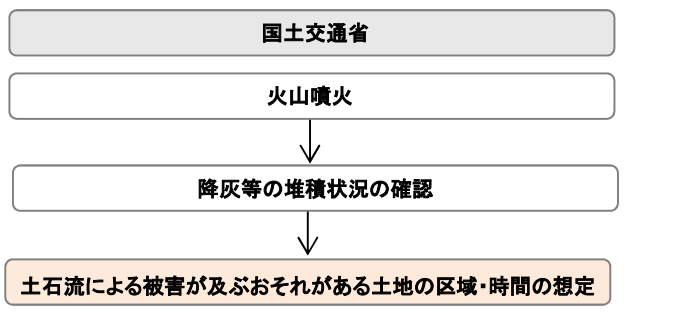 国土交通省
火山噴火
降灰等の堆積状況の確認
土石流による被害が及ぶおそれがある土地の区域・時間の想定